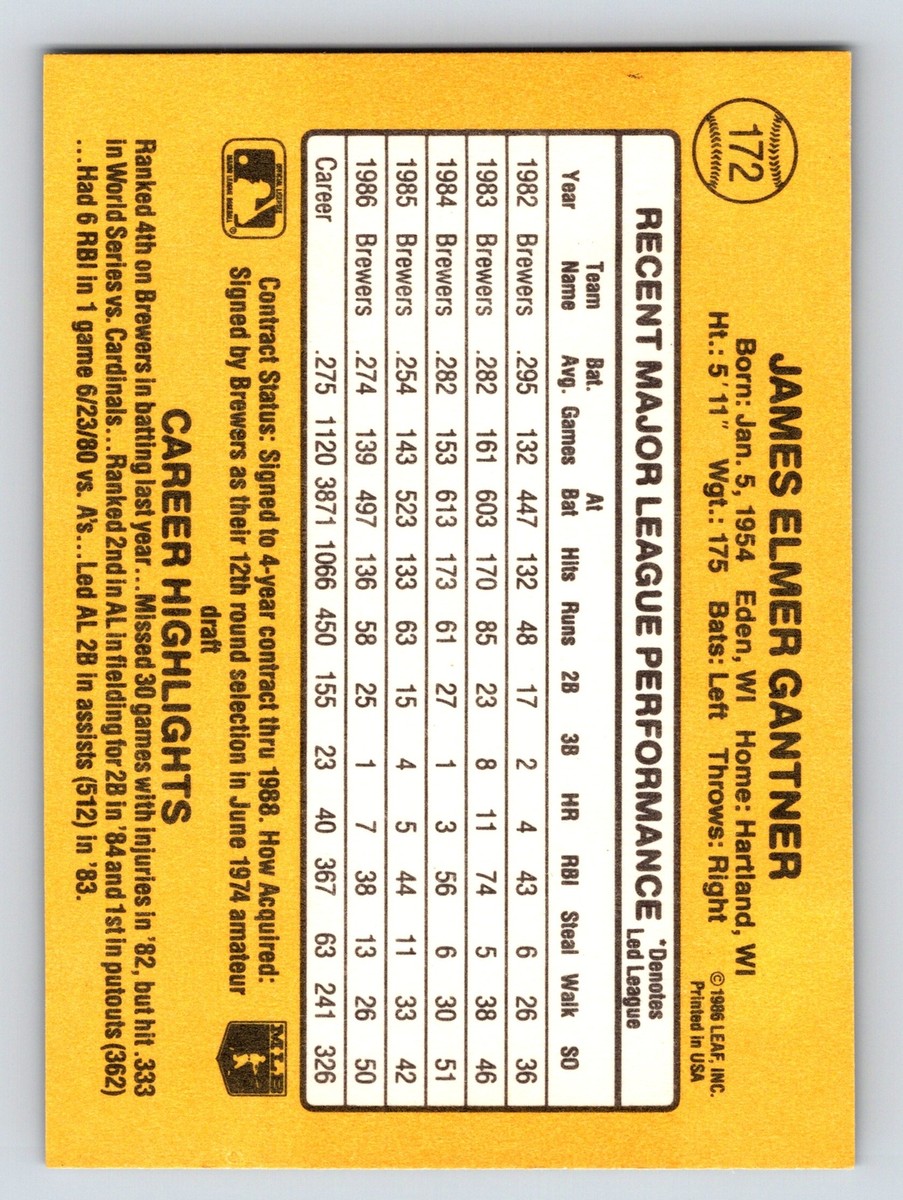 172
JAMES ELMER GANTNER
Born: Jan. 5, 1954 Eden, WI Home: Hartland, WI
Ht.: 5'11" Wgt.: 175 Bats: Left Throws: Right
© 1986 LEAF, INC.
Printed in USA
RECENT MAJOR LEAGUE PERFORMANCE *Denotes Led League
Year Team Name Bat. Avg. Games At Bat Hits Runs 2B 3B HR RBI Steal Walk SO
1982 Brewers .295 132 447 132 48 17 2 4 43 6 26 36
1983 Brewers .282 161 603 170 85 23 8 11 74 5 38 46
1984 Brewers .282 153 613 173 61 27 1 3 56 6 30 51
1985 Brewers .254 143 523 133 63 15 4 5 44 11 33 42
1986 Brewers .274 139 497 136 58 25 1 7 38 13 26 50
Career .275 1120 3871 1066 450 155 23 40 367 63 241 326
Contract Status: Signed to 4-year contract thru 1988. How Acquired:
Signed by Brewers as their 12th round selection in June 1974 amateur
draft
MLB
CAREER HIGHLIGHTS
Ranked 4th on Brewers in batting last year...Missed 30 games with injuries in '82, but hit .333
in World Series vs. Cardinals...Ranked 2nd in AL in fielding for 2B in '84 and 1st in putouts (362)
...Had 6 RBI in 1 game 6/23/80 vs. A's...Led AL 2B in assists (512) in '83.